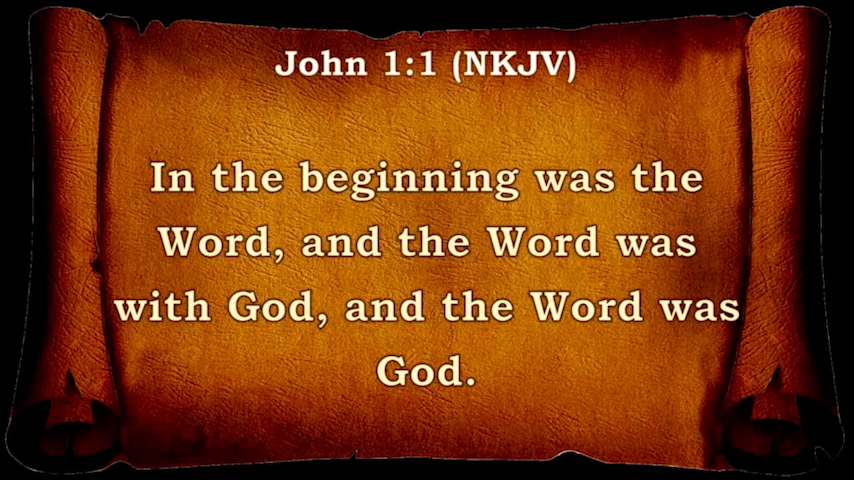 John 1:1 (NKJV)
In the beginning was the
Word, and the Word was
with God, and the Word was
God.